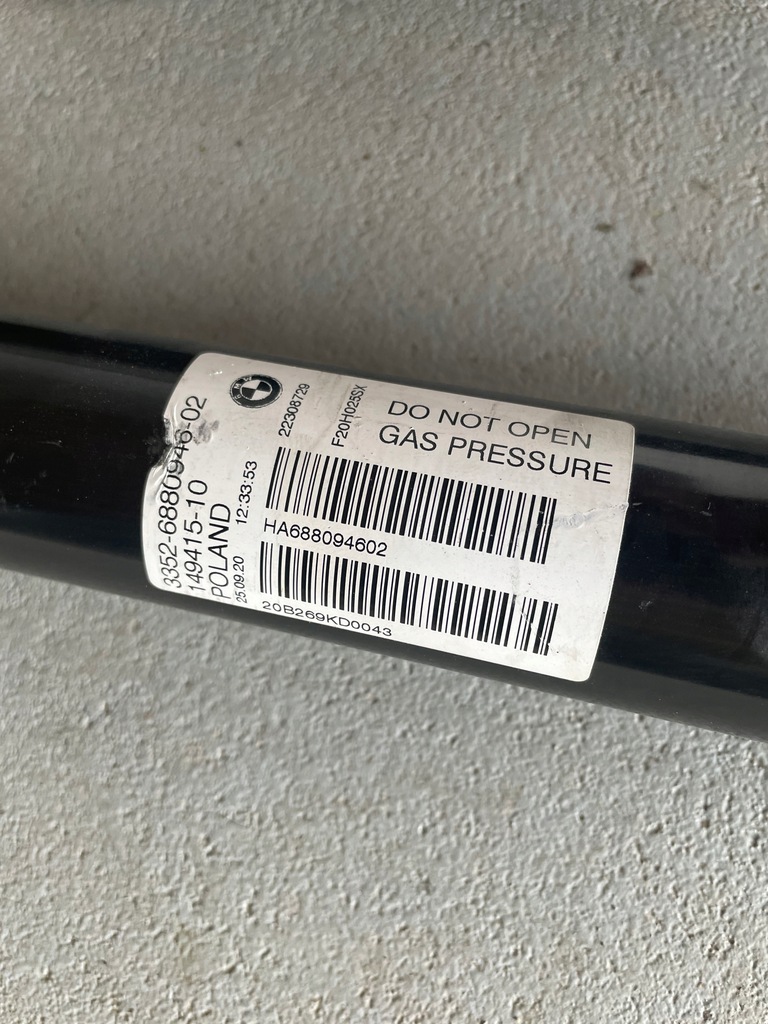 3352-6880946-02
149415-10
POLAND
25.09.20 12:33:53
22308729
F20H025SX
DO NOT OPEN
GAS PRESSURE
HA688094602
20B269KD0043